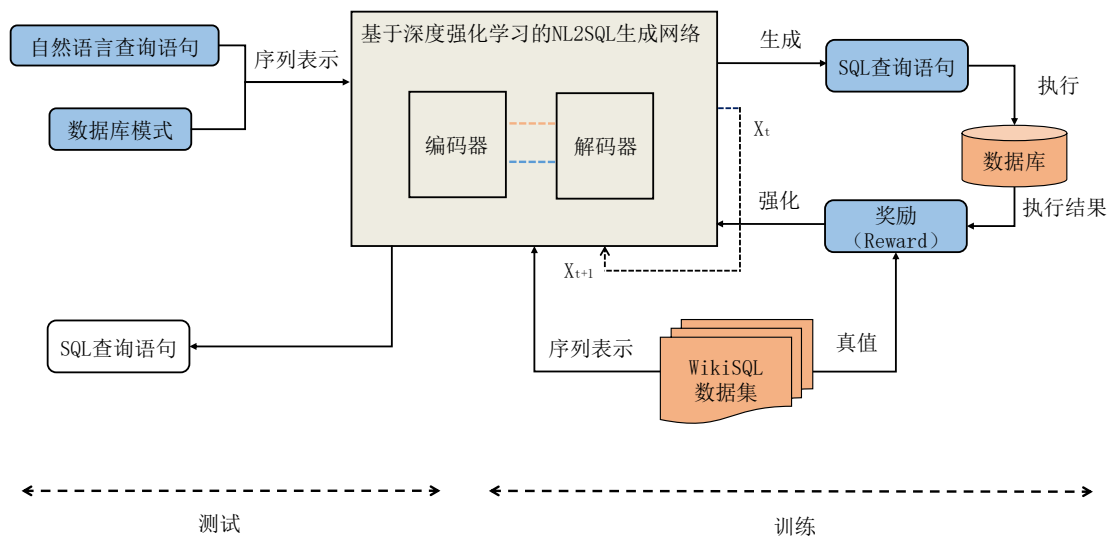 自然语言查询语句
数据库模式
序列表示
基于深度强化学习的NL2SQL生成网络
编码器
解码器
生成
SQL查询语句
执行
数据库
执行结果
Xt
强化
奖励
（Reward）
Xt+1
SQL查询语句
序列表示
WikiSQL
数据集
真值
测试
训练